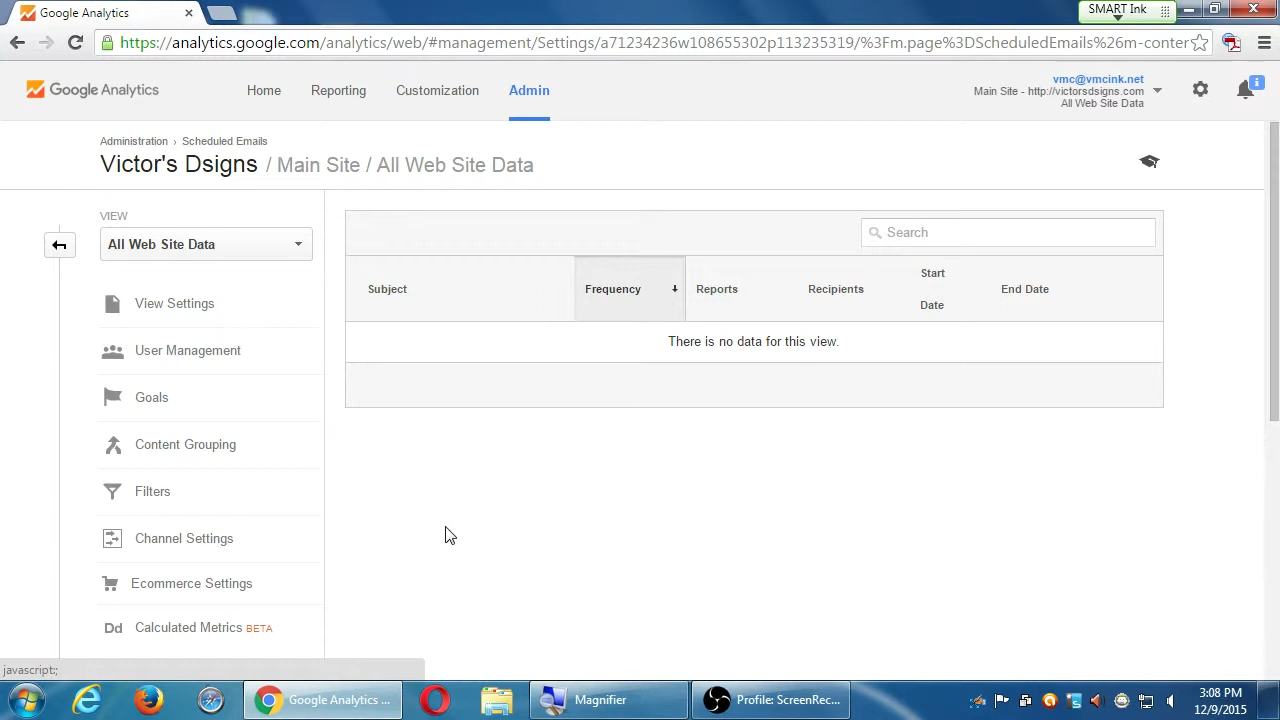 Google Analytics
SMART Ink
https://analytics.google.com/analytics/web/#management/Settings/a71234236w108655302p113235319/%3Fm.page%3DScheduledEmails%26m-conter
Google Analytics
Home
Reporting
Customization
Admin
vmc@vmcink.net
Main Site - http://victorsdsigns.com
All Web Site Data
Administration › Scheduled Emails
Victor's Dsigns / Main Site / All Web Site Data
VIEW
All Web Site Data
View Settings
User Management
Goals
Content Grouping
Filters
Channel Settings
Ecommerce Settings
Dd Calculated Metrics BETA
Search
Subject
Frequency
Reports
Recipients
Start
Date
End Date
There is no data for this view.
javascript:;
Google Analytics ...
Magnifier
Profile: ScreenRec...
3:08 PM
12/9/2015